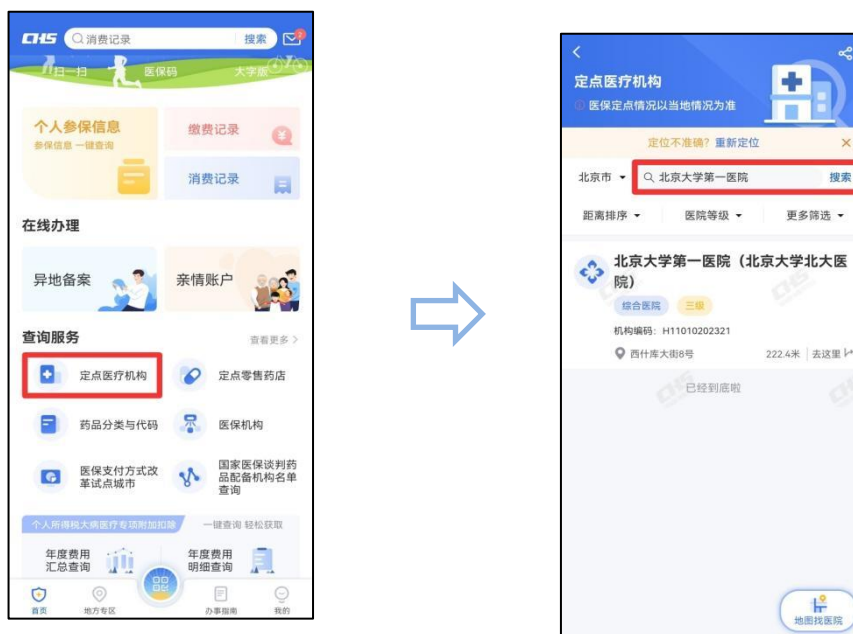 CHS
消费记录
搜索
2
扫一扫
医保码
大字版
个人参保信息
参保信息 一键查询
缴费记录
消费记录
在线办理
异地备案
亲情账户
查询服务
查看更多 >
定点医疗机构
定点零售药店
药品分类与代码
医保机构
医保支付方式改
革试点城市
国家医保谈判药
品配备机构名单
查询
个人所得税大病医疗专项附加扣除
一键查询 轻松获取
年度费用
汇总查询
年度费用
明细查询
首页
地方专区
办事指南
我的
定点医疗机构
医保定点情况以当地情况为准
定位不准确? 重新定位
北京市
北京大学第一医院
搜索
距离排序
医院等级
更多筛选
北京大学第一医院（北京大学北大医
院）
综合医院
三级
机构编码: H11010202321
西什库大街8号
222.4米
去这里
已经到底啦
CHS
CHS
地图找医院